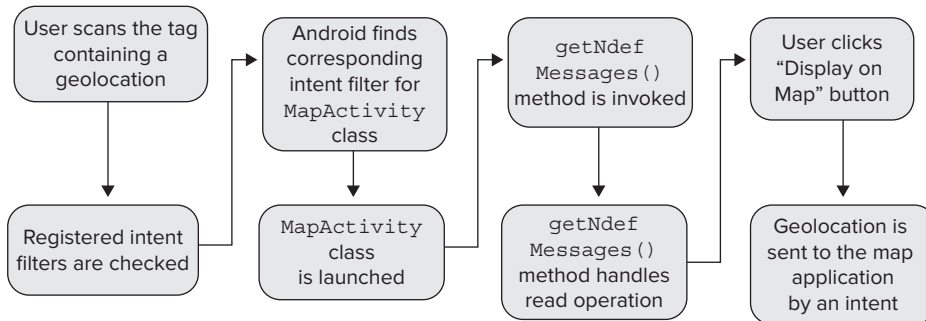 User scans the tag
containing a
geolocation
Registered intent
filters are checked
Android finds
corresponding
intent filter for
MapActivity
class
MapActivity
class
is launched
getNdef
Messages()
method is invoked
getNdef
Messages()
method handles
read operation
User clicks
“Display on
Map” button
Geolocation is
sent to the map
application
by an intent